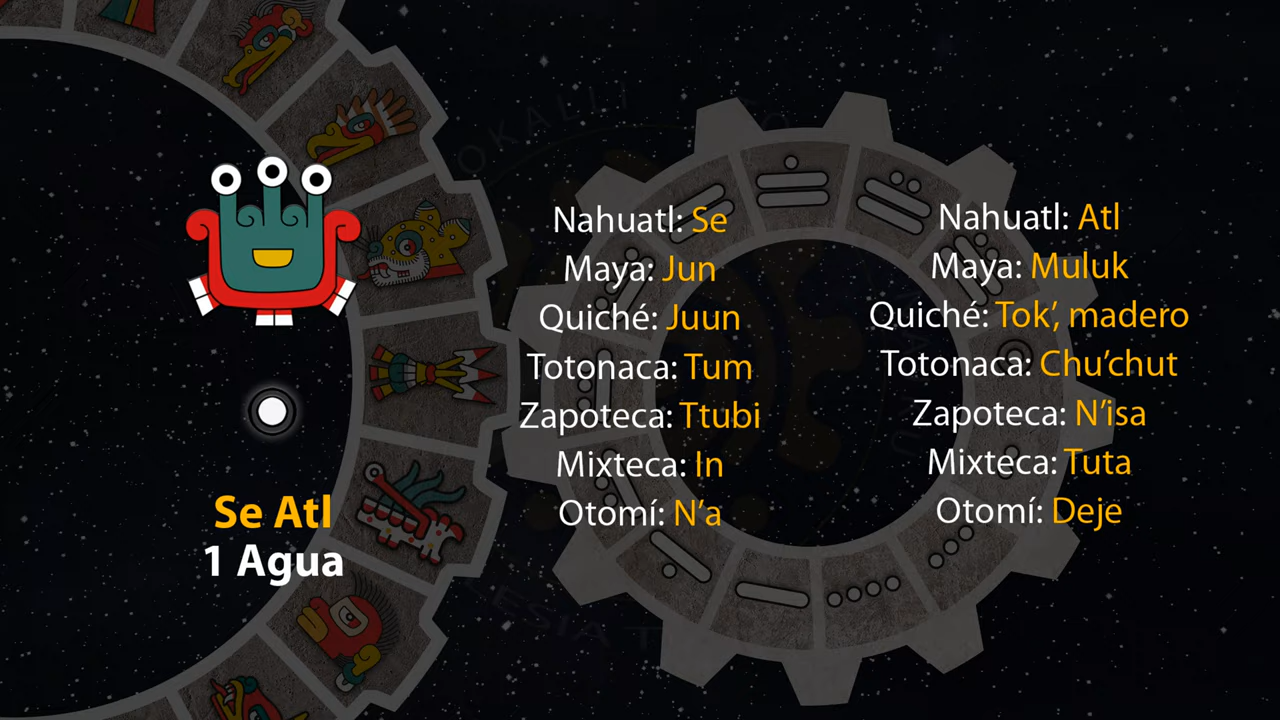 Se Atl
1 Agua
Nahuatl: Se
Maya: Jun
Quiché: Juun
Totonaca: Tum
Zapoteca: Ttubi
Mixteca: In
Otomí: N'a
Nahuatl: Atl
Maya: Muluk
Quiché: Tok', madero
Totonaca: Chu'chut
Zapoteca: N'isa
Mixteca: Tuta
Otomí: Deje